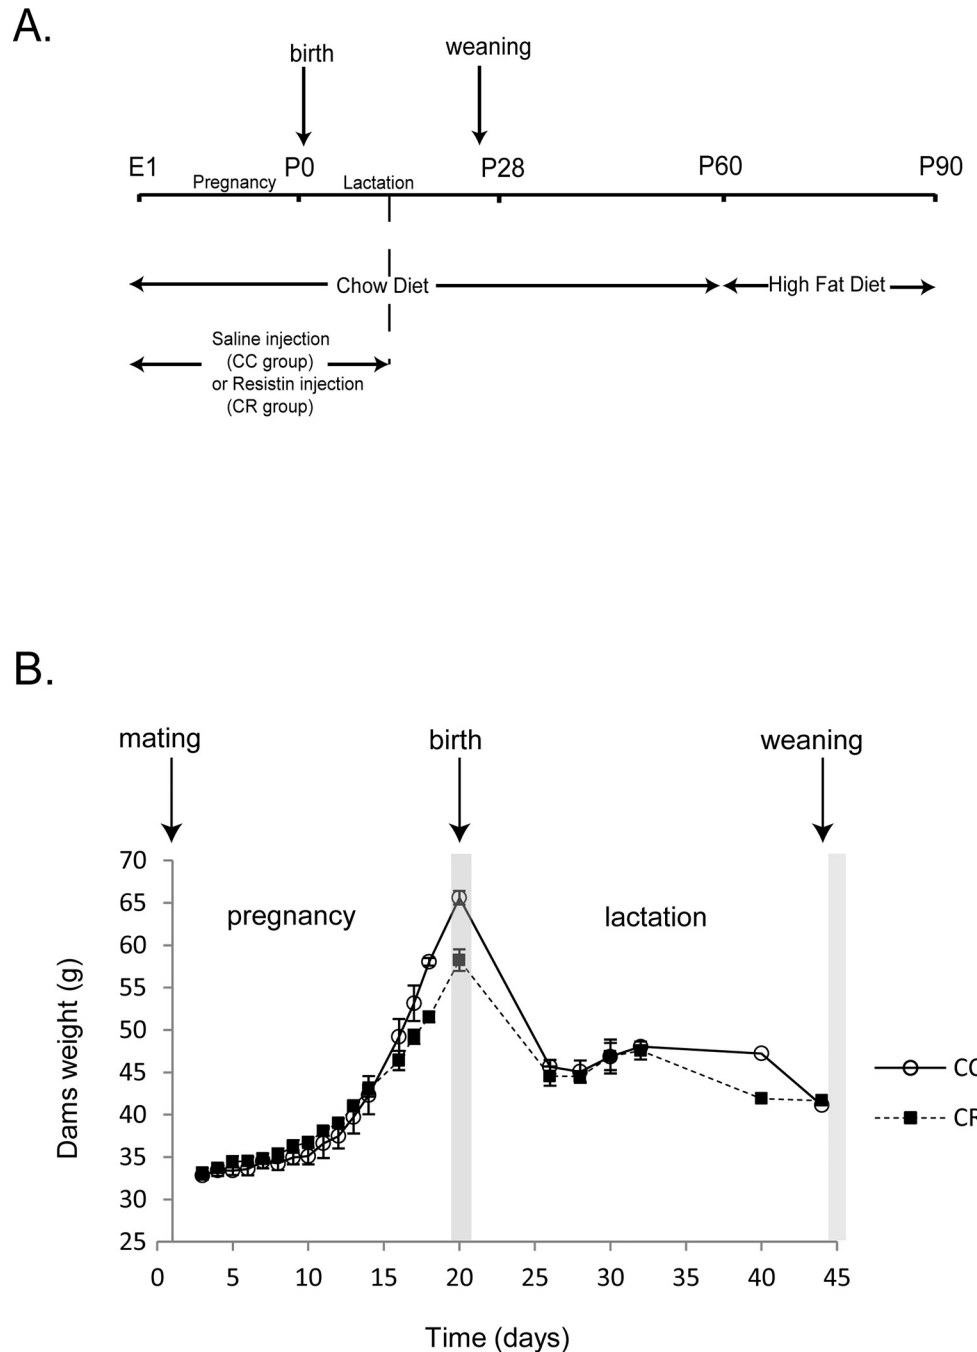 A.
birth
weaning
E1
P0
P28
P60
P90
Pregnancy
Lactation
Chow Diet
High Fat Diet
Saline injection
(CC group)
or Resistin injection
(CR group)
B.
mating
birth
weaning
pregnancy
lactation
Dams weight (g)
70
65
60
55
50
45
40
35
30
25
0 5 10 15 20 25 30 35 40 45
Time (days)
CC
CR